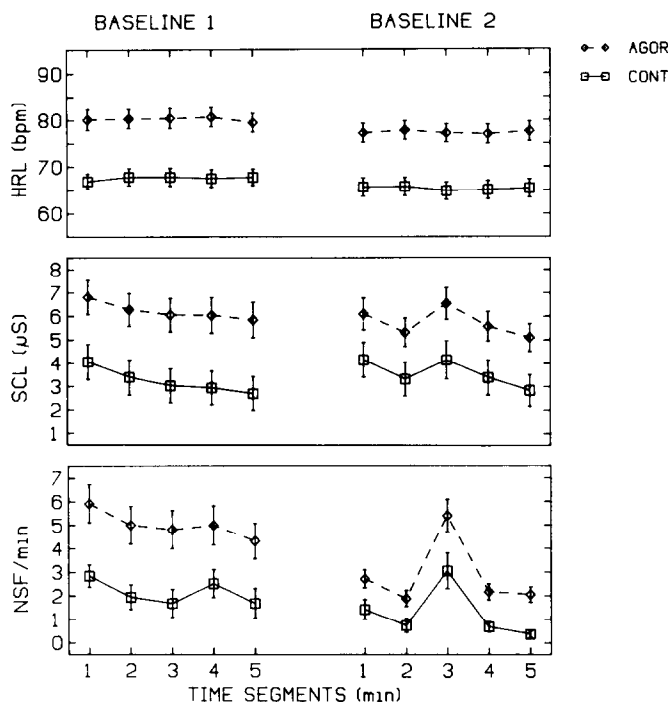 BASELINE 1 BASELINE 2
AGOR
CONT
HRL (bpm)
90
80
70
60
SCL (µS)
8
7
6
5
4
3
2
1
NSF/min
6
5
4
3
2
1
0
1 2 3 4 5 1 2 3 4 5
TIME SEGMENTS (min)